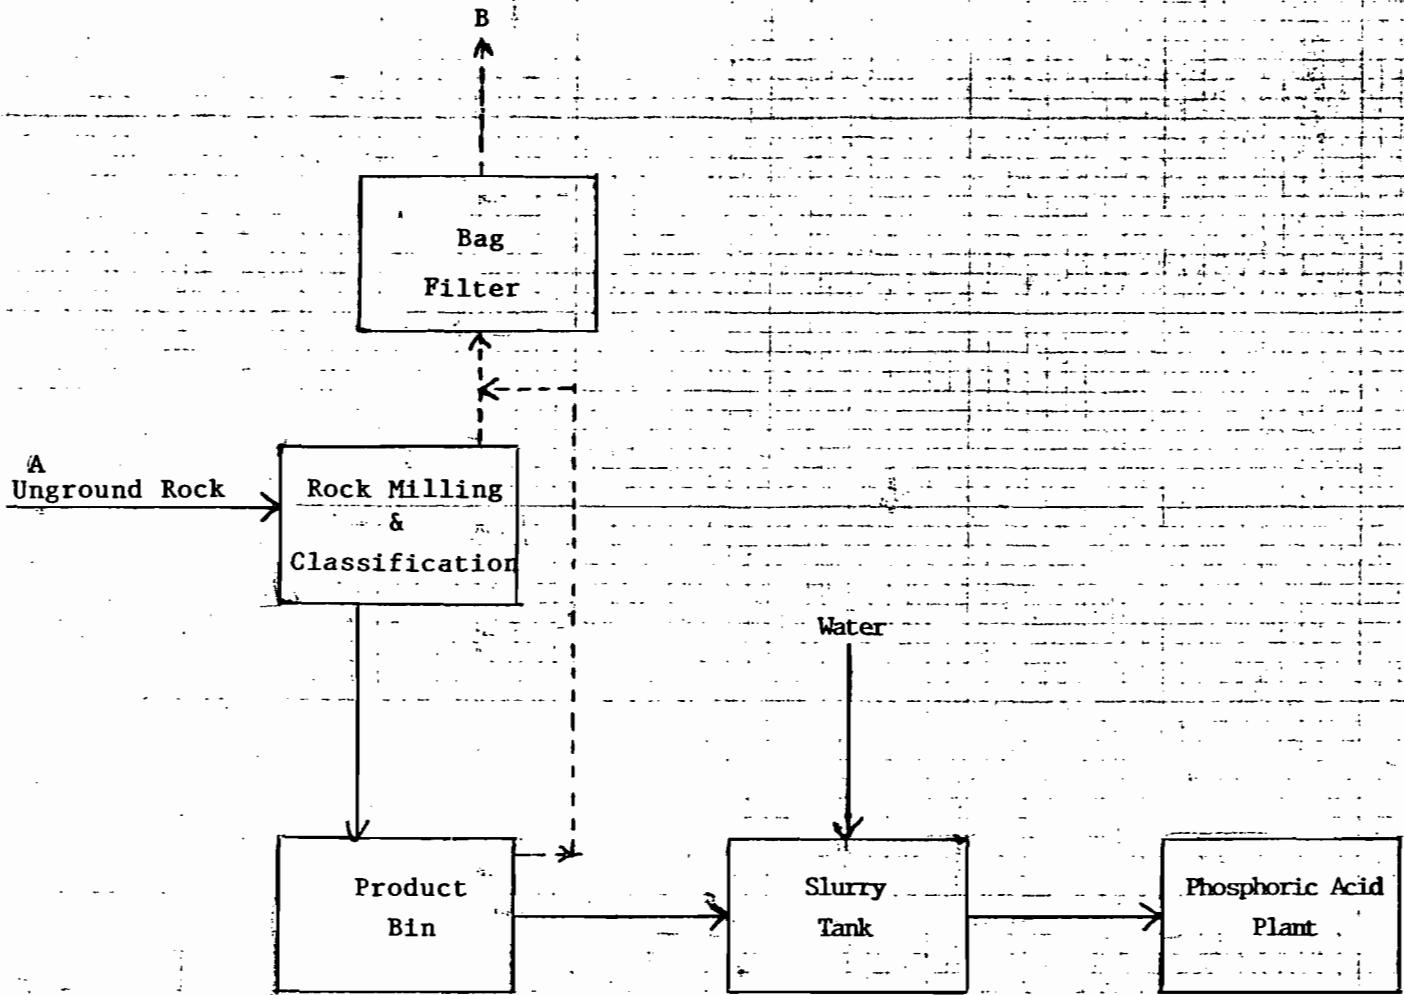 B
Bag
Filter
A
Unground Rock
Rock Milling
&
Classification
Water
Product
Bin
Slurry
Tank
Phosphoric Acid
Plant